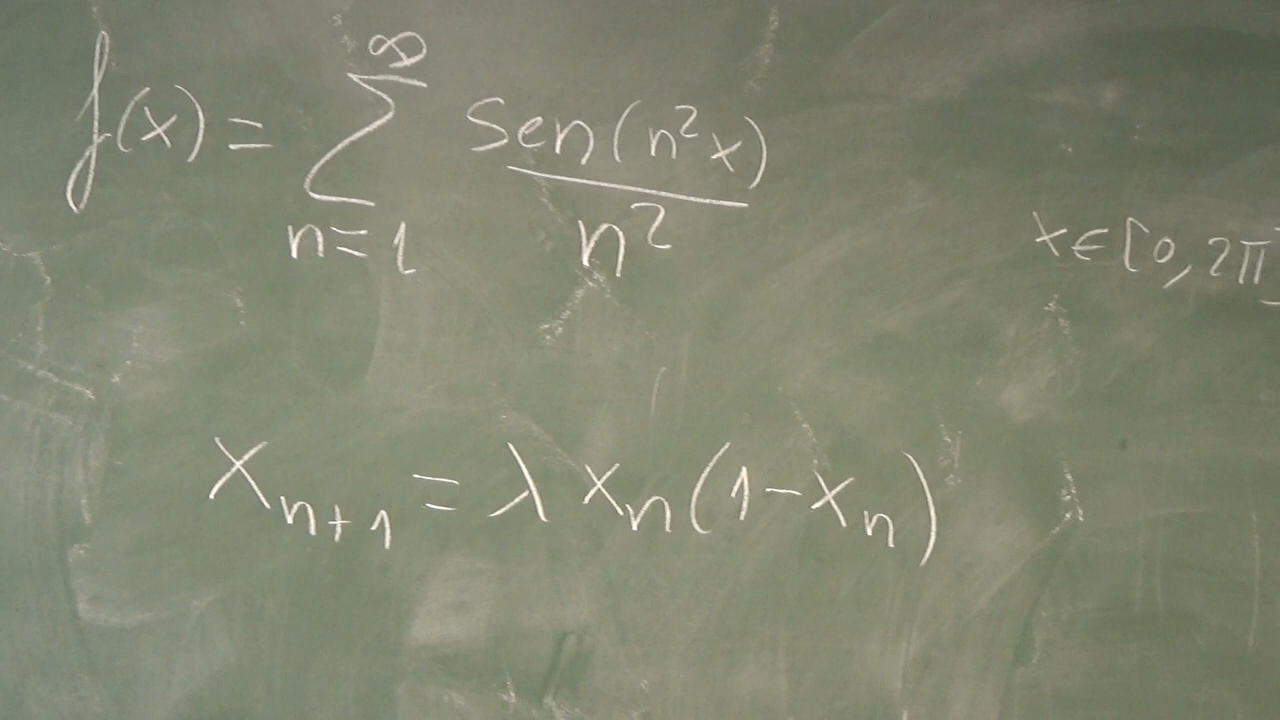 f(x) = ∑_{n=1}^{∞} sen(n²x) / n²
x ∈ [0, 2π]
x_{n+1} = λ x_n (1 - x_n)